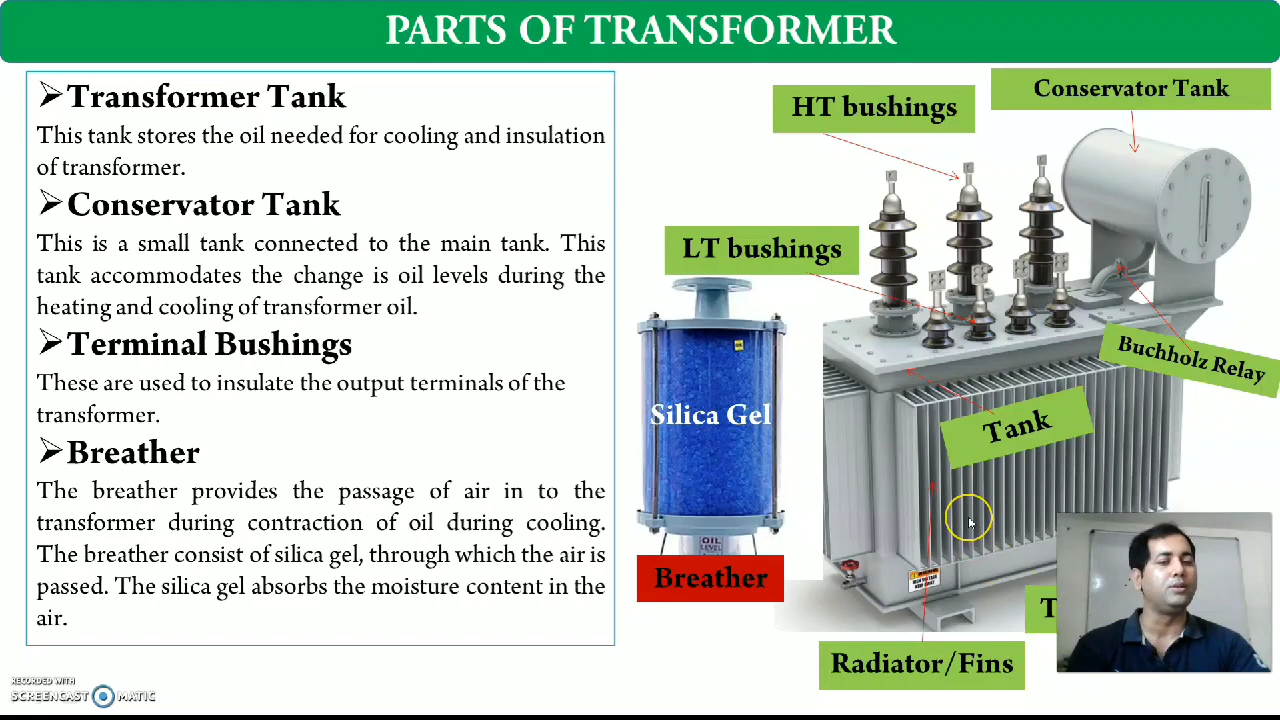 PARTS OF TRANSFORMER
➢Transformer Tank
This tank stores the oil needed for cooling and insulation
of transformer.
➢Conservator Tank
This is a small tank connected to the main tank. This
tank accommodates the change is oil levels during the
heating and cooling of transformer oil.
➢Terminal Bushings
These are used to insulate the output terminals of the
transformer.
➢Breather
The breather provides the passage of air in to the
transformer during contraction of oil during cooling.
The breather consist of silica gel, through which the air is
passed. The silica gel absorbs the moisture content in the
air.
HT bushings
Conservator Tank
LT bushings
Buchholz Relay
Silica Gel
Tank
OIL
LEVEL
Breather
T
Radiator/Fins
RECORDED WITH
SCREENCAST MATIC